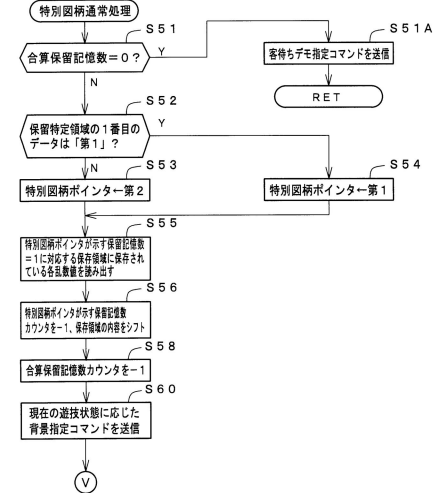 特別図柄通常処理
S51
合算保留記憶数=0?
Y
S51A
客待ちデモ指定コマンドを送信
N
RET
S52
保留特定領域の1番目の
データは「第1」?
Y
N
S53
特別図柄ポインタ←第2
S54
特別図柄ポインタ←第1
S55
特別図柄ポインタが示す保留記憶数
=1に対応する保存領域に保存され
ている各乱数値を読み出す
S56
特別図柄ポインタが示す保留記憶数
カウンタを-1、保存領域の内容をシフト
S58
合算保留記憶数カウンタを-1
S60
現在の遊技状態に応じた
背景指定コマンドを送信
V